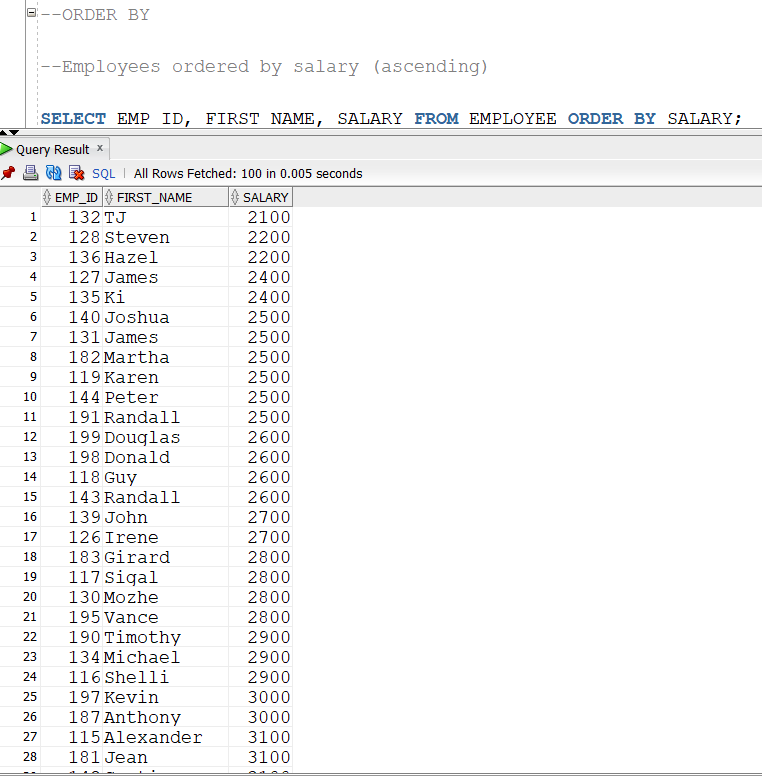 --ORDER BY
--Employees ordered by salary (ascending)
SELECT EMP_ID, FIRST_NAME, SALARY FROM EMPLOYEE ORDER BY SALARY;
Query Result ×
SQL | All Rows Fetched: 100 in 0.005 seconds
EMP_ID FIRST_NAME SALARY
1 132 TJ 2100
2 128 Steven 2200
3 136 Hazel 2200
4 127 James 2400
5 135 Ki 2400
6 140 Joshua 2500
7 131 James 2500
8 182 Martha 2500
9 119 Karen 2500
10 144 Peter 2500
11 191 Randall 2500
12 199 Douglas 2600
13 198 Donald 2600
14 118 Guy 2600
15 143 Randall 2600
16 139 John 2700
17 126 Irene 2700
18 183 Girard 2800
19 117 Sigal 2800
20 130 Mozhe 2800
21 195 Vance 2800
22 190 Timothy 2900
23 134 Michael 2900
24 116 Shelli 2900
25 197 Kevin 3000
26 187 Anthony 3000
27 115 Alexander 3100
28 181 Jean 3100